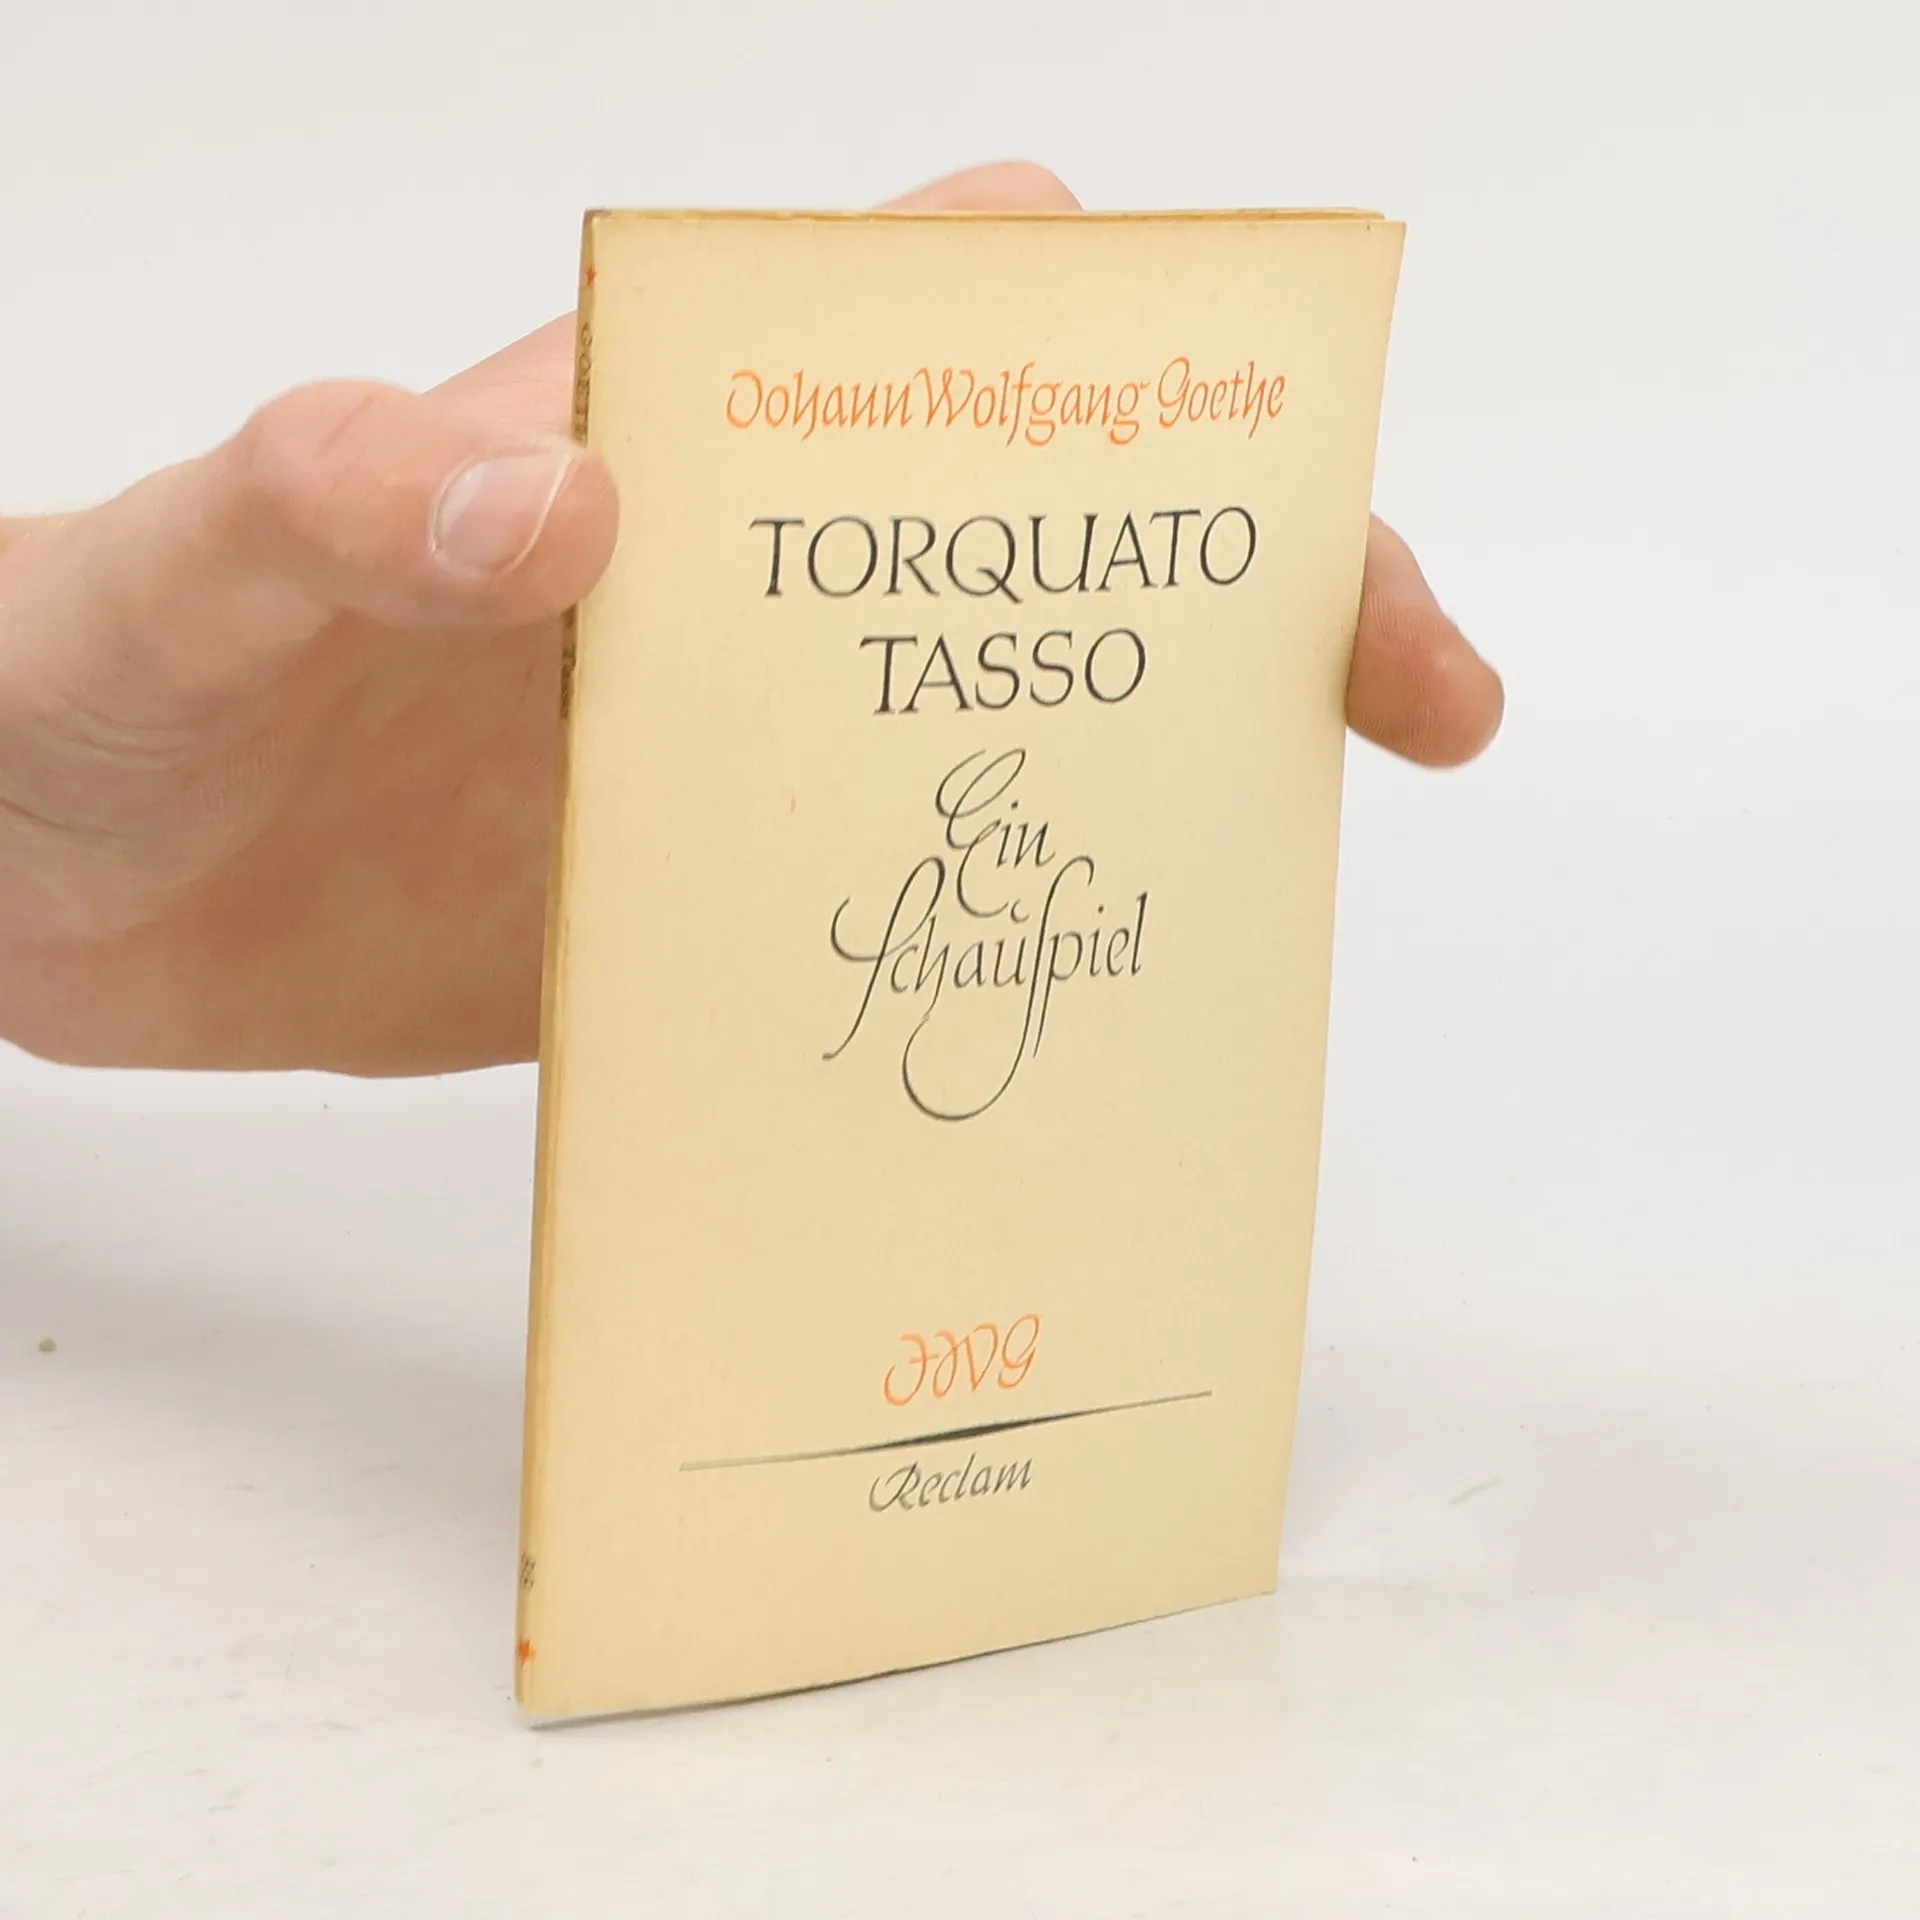 Johann Wolfgang Goethe
TORQUATO
TASSO
Ein
Schauſpiel
JWG
Reclam